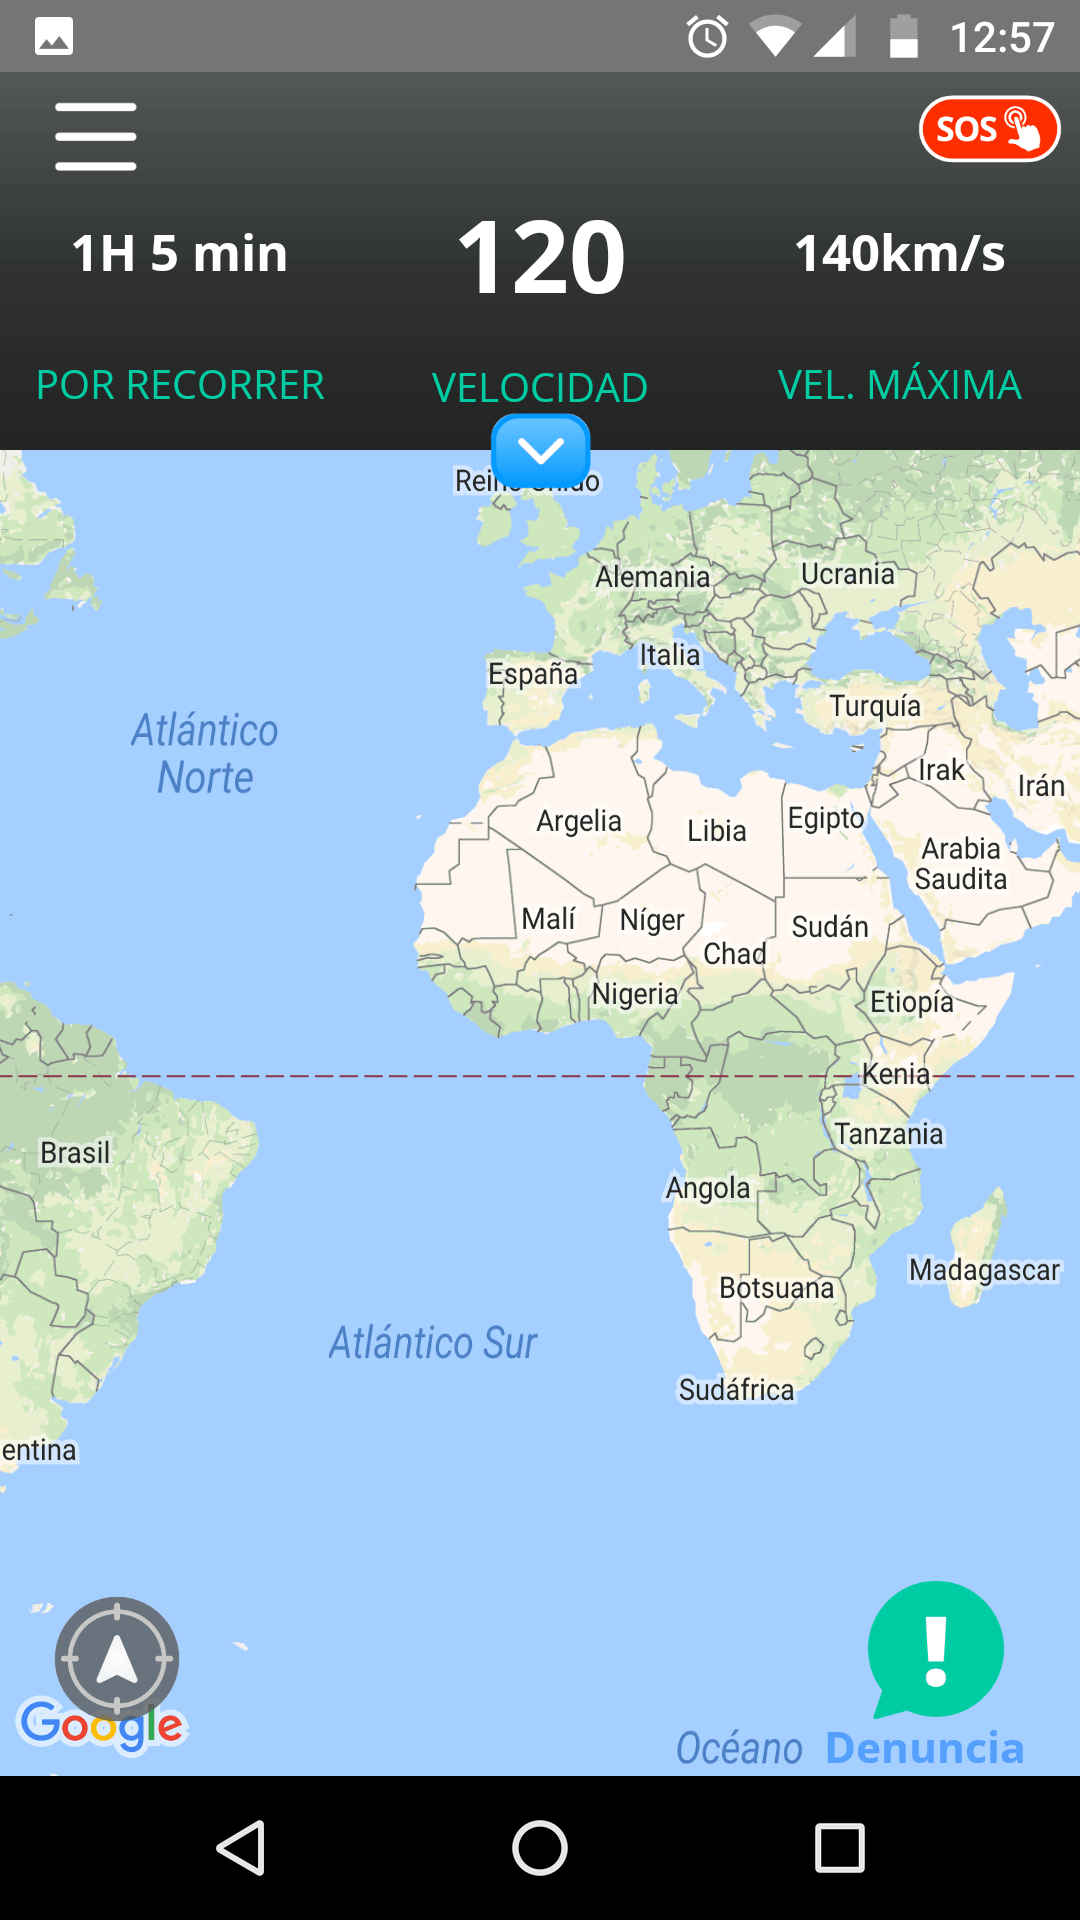 12:57
SOS
1H 5 min
120
140km/s
POR RECORRER
VELOCIDAD
VEL. MÁXIMA
Reino Unido
Alemania
Ucrania
Italia
España
Turquía
Atlántico
Norte
Irak
Irán
Argelia
Libia
Egipto
Arabia
Saudita
Malí
Níger
Sudán
Chad
Nigeria
Etiopía
Kenia
Tanzania
Brasil
Angola
Madagascar
Botsuana
Atlántico Sur
Sudáfrica
entina
!
Google
Océano
Denuncia